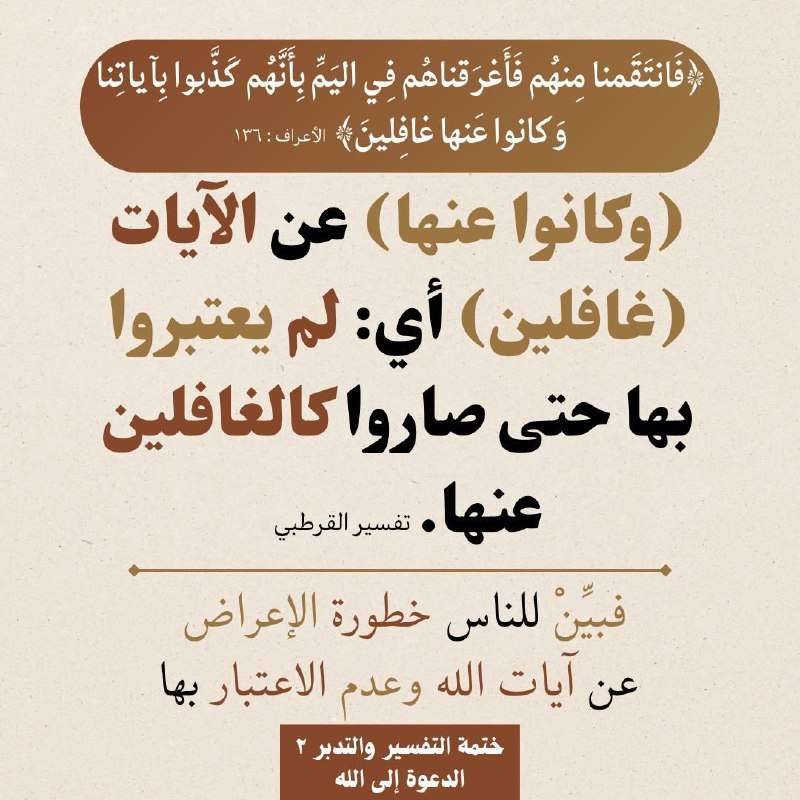 ﴿فَانتَقَمنا مِنهُم فَأَغرَقناهُم فِي اليَمِّ بِأَنَّهُم كَذَّبوا بِآياتِنا
وَكانوا عَنها غافِلينَ﴾ الأعراف : ١٣٦
(وكانوا عنها) عن الآيات
(غافلين) أي: لم يعتبروا
بها حتى صاروا كالغافلين
عنها. تفسير القرطبي
فبيِّنْ للناس خطورة الإعراض
عن آيات الله وعدم الاعتبار بها
ختمة التفسير والتدبر ٢
الدعوة إلى الله